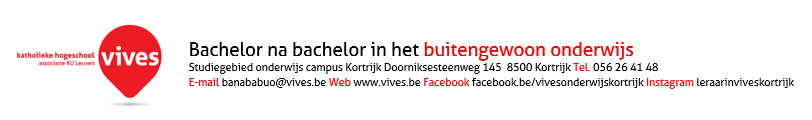 katholieke hogeschool
associatie KU Leuven
vives
Bachelor na bachelor in het buitengewoon onderwijs
Studiegebied onderwijs campus Kortrijk Doorniksesteenweg 145 8500 Kortrijk Tel. 056 26 41 48
E-mail banababuo@vives.be Web www.vives.be Facebook facebook.be/vivesonderwijskortrijk Instagram leraarinviveskortrijk